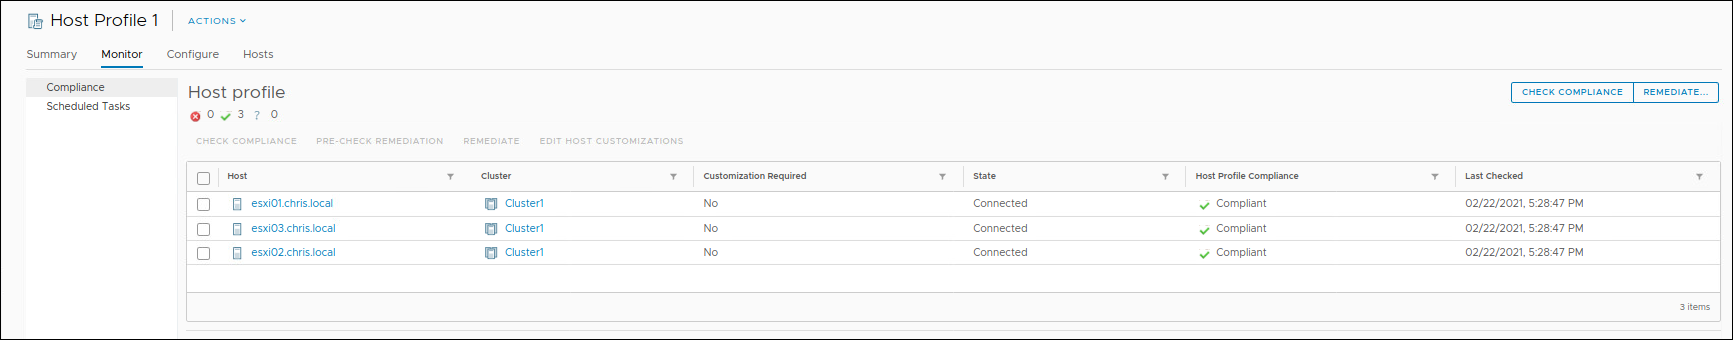 Host Profile 1 ACTIONS
Summary Monitor Configure Hosts
Compliance
Scheduled Tasks
Host profile
CHECK COMPLIANCE REMEDIATE...
0 3 ? 0
CHECK COMPLIANCE PRE-CHECK REMEDIATION REMEDIATE EDIT HOST CUSTOMIZATIONS
Host Cluster Customization Required State Host Profile Compliance Last Checked
esxi01.chris.local Cluster1 No Connected Compliant 02/22/2021, 5:28:47 PM
esxi03.chris.local Cluster1 No Connected Compliant 02/22/2021, 5:28:47 PM
esxi02.chris.local Cluster1 No Connected Compliant 02/22/2021, 5:28:47 PM
3 items